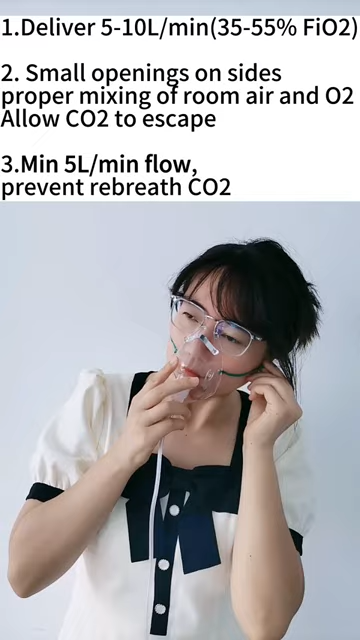 1.Deliver 5-10L/min(35-55% FiO2)
2. Small openings on sides
proper mixing of room air and O2
Allow CO2 to escape
3.Min 5L/min flow,
prevent rebreath CO2